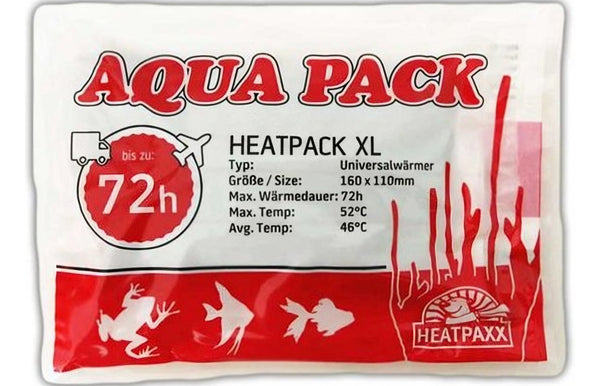 AQUA PACK
bis zu:
72h
HEATPACK XL
Typ: Universalwärmer
Größe / Size: 160 x 110mm
Max. Wärmedauer: 72h
Max. Temp: 52°C
Avg. Temp: 46°C
HEATPAXX